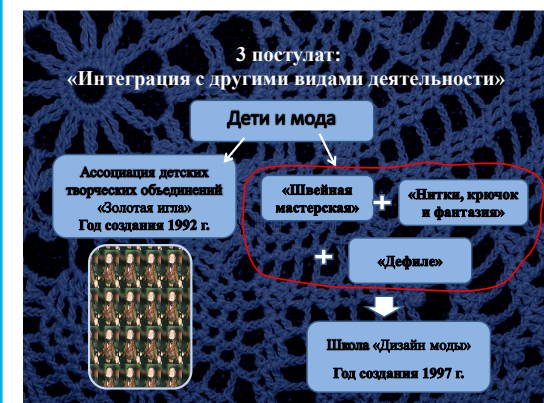 3 постулат:
«Интеграция с другими видами деятельности»
Дети и мода
Ассоциация детских
творческих объединений
«Золотая игла»
Год создания 1992 г.
«Швейная
мастерская»
+
«Нитки, крючок
и фантазия»
+
«Дефиле»
Школа «Дизайн моды»
Год создания 1997 г.